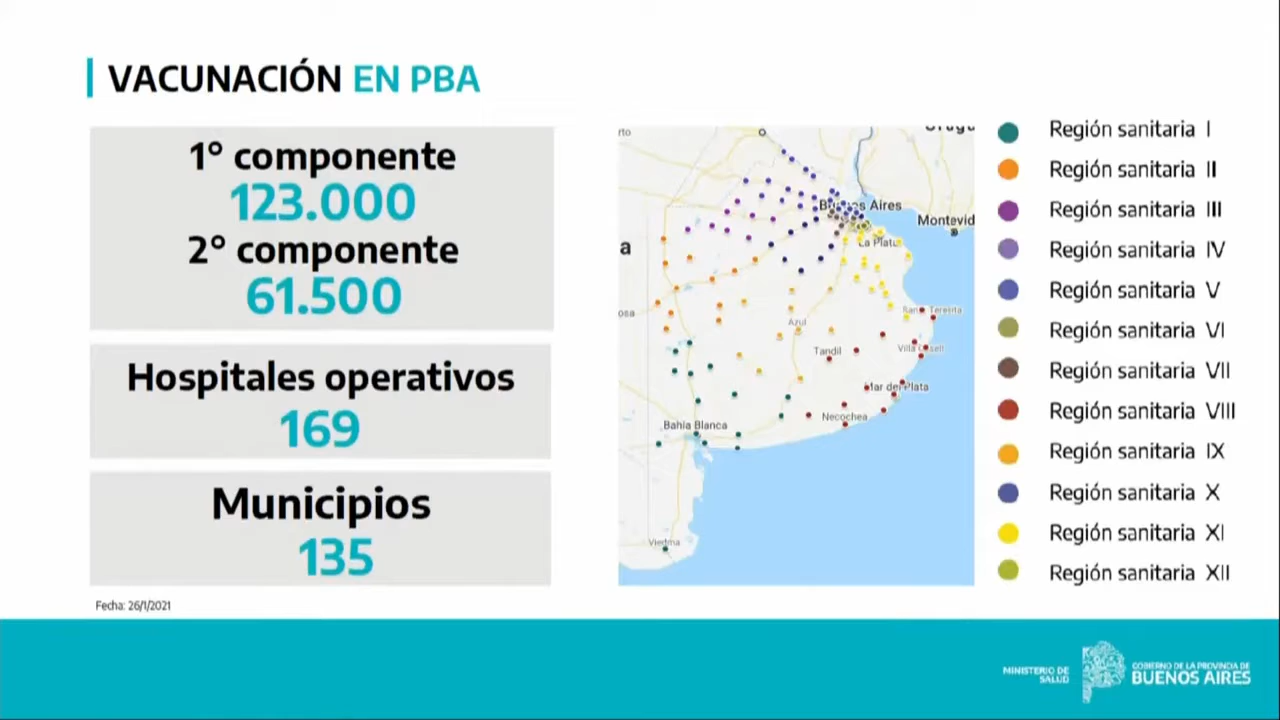 VACUNACIÓN EN PBA
1° componente
123.000
2° componente
61.500
Hospitales operativos
169
Municipios
135
Fecha: 26/1/2021
rto
Buenos Aires
Montevid
a
La Plata
osa
Azul
Tandil
Mar del Plata
Necochea
Bahía Blanca
Viedma
Región sanitaria I
Región sanitaria II
Región sanitaria III
Región sanitaria IV
Región sanitaria V
Región sanitaria VI
Región sanitaria VII
Región sanitaria VIII
Región sanitaria IX
Región sanitaria X
Región sanitaria XI
Región sanitaria XII
MINISTERIO DE
SALUD
GOBIERNO DE LA PROVINCIA DE
BUENOS AIRES